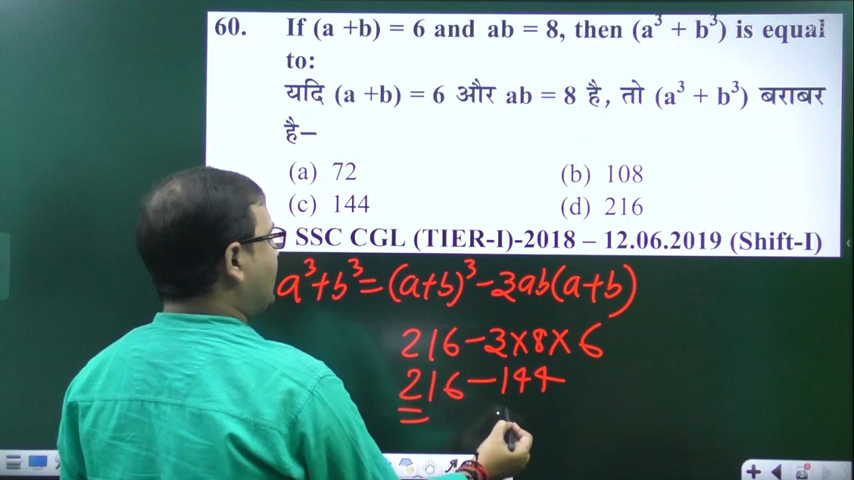 60. If (a +b) = 6 and ab = 8, then (a³ + b³) is equal
to:
यदि (a +b) = 6 और ab = 8 है, तो (a³ + b³) बराबर
है–
(a) 72 (b) 108
(c) 144 (d) 216
SSC CGL (TIER-I)-2018 – 12.06.2019 (Shift-I)
a³+b³=(a+b)³-3ab(a+b)
216-3×8×6
216-144
=